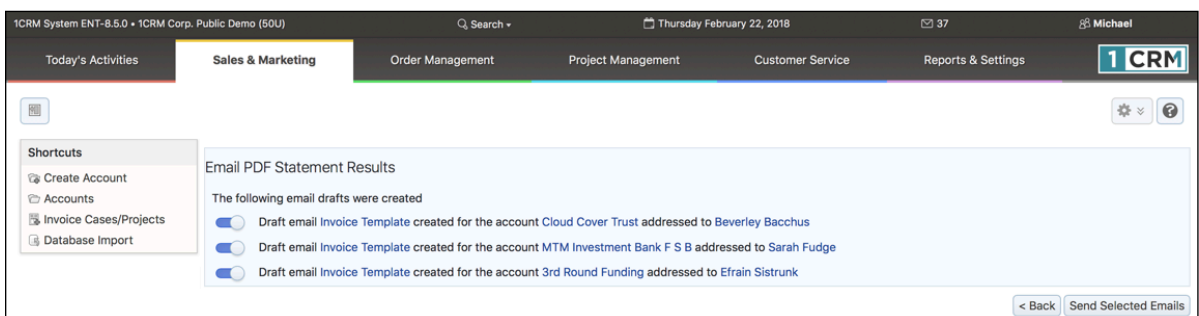 1CRM System ENT-8.5.0 • 1CRM Corp. Public Demo (50U) Search Thursday February 22, 2018 37 Michael
Today's Activities Sales & Marketing Order Management Project Management Customer Service Reports & Settings 1 CRM
Shortcuts
Create Account
Accounts
Invoice Cases/Projects
Database Import
Email PDF Statement Results
The following email drafts were created
Draft email Invoice Template created for the account Cloud Cover Trust addressed to Beverley Bacchus
Draft email Invoice Template created for the account MTM Investment Bank F S B addressed to Sarah Fudge
Draft email Invoice Template created for the account 3rd Round Funding addressed to Efrain Sistrunk
< Back Send Selected Emails